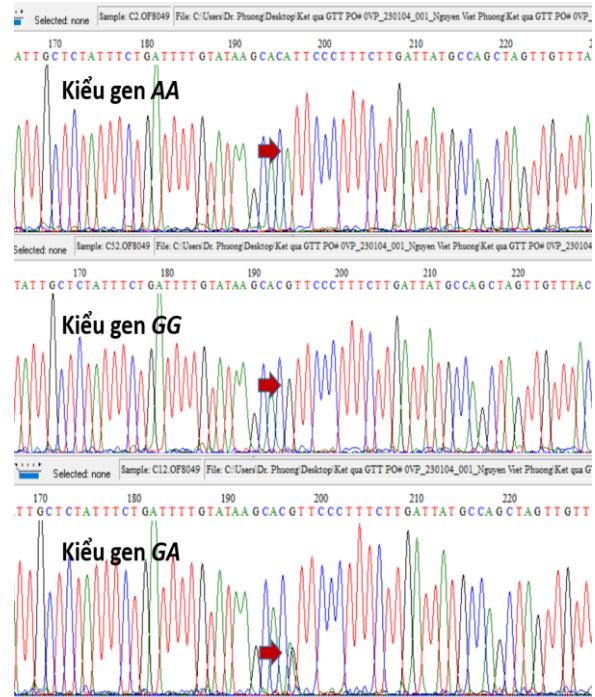 Selected: none Sample: C2.OF8049 File: C:\Users\Dr. Phuong\Desktop\Ket qua GTT PO# 0VP_230104_001_Nguyen Viet Phuong\Ket qua GTT PO# 0VP_
170 180 190 200 210 220
ATTGCTCTATTTCTGATTTTGTATAAGCACATTCCCTTTCTTGATTATGCCAGCTAGTTGTTTA
Kiểu gen AA
Selected: none Sample: C52.OF8049 File: C:\Users\Dr. Phuong\Desktop\Ket qua GTT PO# 0VP_230104_001_Nguyen Viet Phuong\Ket qua GTT PO# 0VP_230104
170 180 190 200 210 220
TATTGCTCTATTTCTGATTTTGTATAAGCACGTTCCCTTTCTTGATTATGCCAGCTAGTTGTTTAC
Kiểu gen GG
Selected: none Sample: C12.OF8049 File: C:\Users\Dr. Phuong\Desktop\Ket qua GTT PO# 0VP_230104_001_Nguyen Viet Phuong\Ket qua G
170 180 190 200 210 220
TTGCTCTATTTCTGATTTTGTATAAGCACGTTCCCTTTCTTGATTATGCCAGCTAGTTGTT
Kiểu gen GA